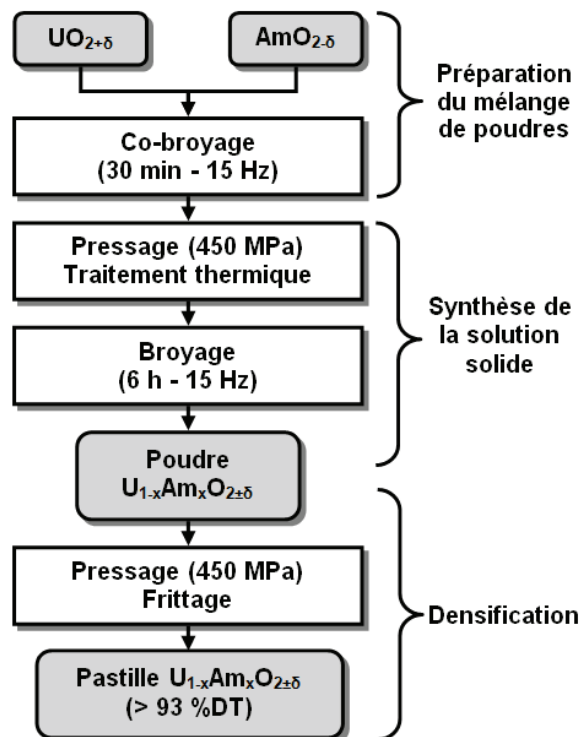 UO₂₊δ
AmO₂₋δ
Co-broyage
(30 min - 15 Hz)
Préparation
du mélange
de poudres
Pressage (450 MPa)
Traitement thermique
Broyage
(6 h - 15 Hz)
Poudre
U₁₋ₓAmₓO₂±δ
Synthèse de
la solution
solide
Pressage (450 MPa)
Frittage
Pastille U₁₋ₓAmₓO₂±δ
(> 93 %DT)
Densification